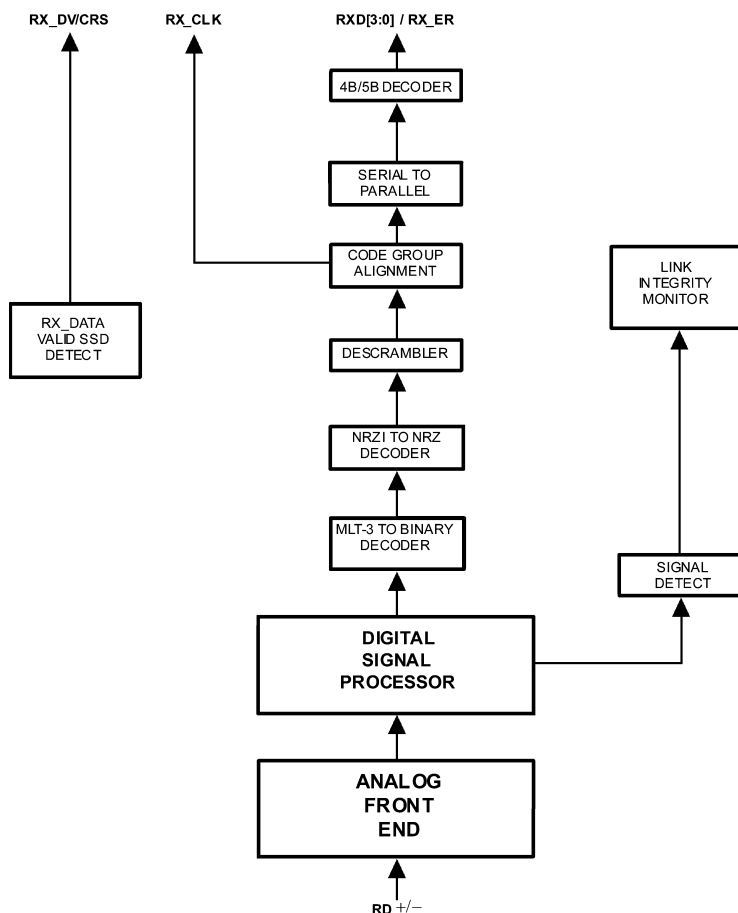 RX_DV/CRS
RX_CLK
RXD[3:0] / RX_ER
4B/5B DECODER
SERIAL TO
PARALLEL
CODE GROUP
ALIGNMENT
LINK
INTEGRITY
MONITOR
RX_DATA
VALID SSD
DETECT
DESCRAMBLER
NRZI TO NRZ
DECODER
MLT-3 TO BINARY
DECODER
SIGNAL
DETECT
DIGITAL
SIGNAL
PROCESSOR
ANALOG
FRONT
END
RD +/−